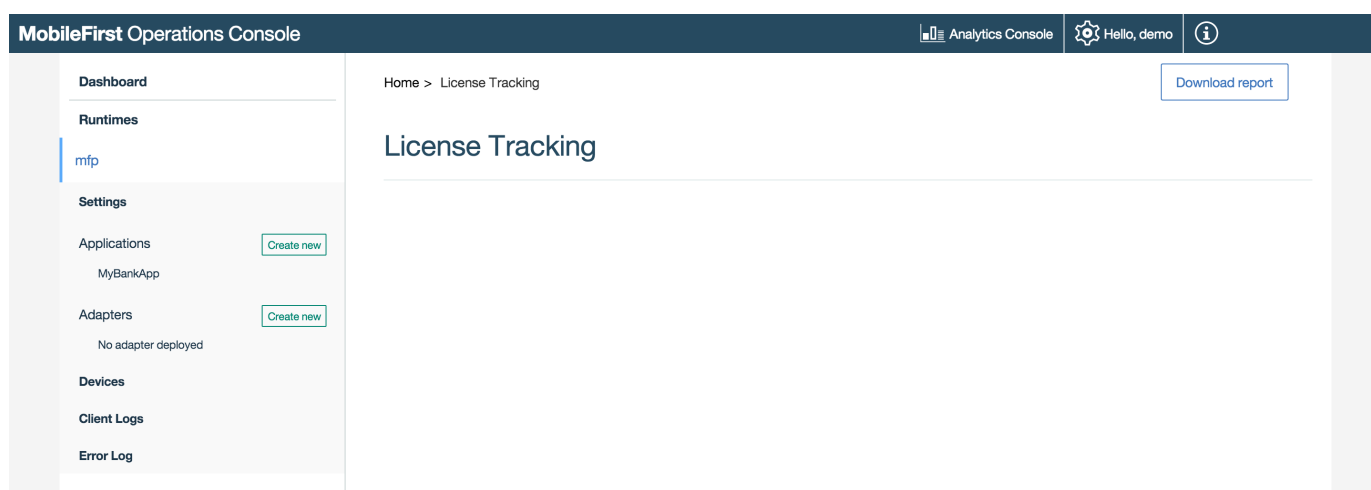 MobileFirst Operations Console
Analytics Console
Hello, demo
Dashboard
Runtimes
mfp
Settings
Applications
Create new
MyBankApp
Adapters
Create new
No adapter deployed
Devices
Client Logs
Error Log
Home > License Tracking
Download report
License Tracking